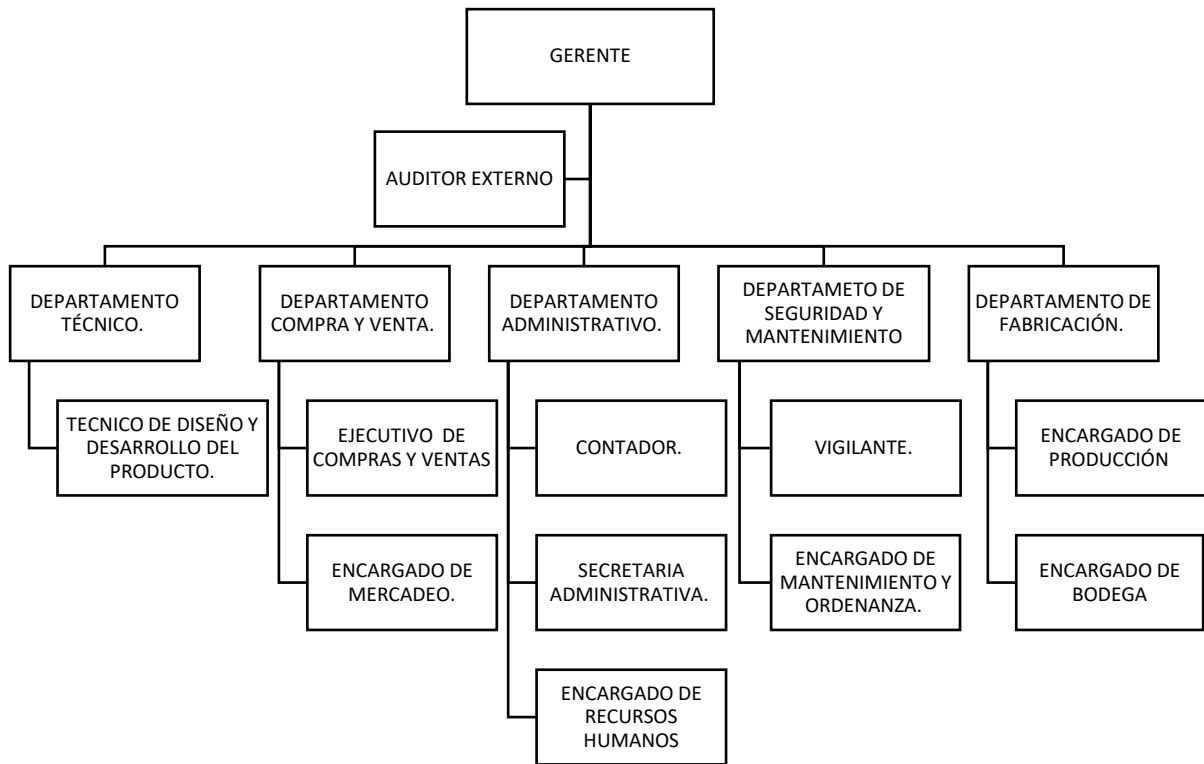 GERENTE
AUDITOR EXTERNO
DEPARTAMENTO
TÉCNICO.
DEPARTAMENTO
COMPRA Y VENTA.
DEPARTAMENTO
ADMINISTRATIVO.
DEPARTAMETO DE
SEGURIDAD Y
MANTENIMIENTO
DEPARTAMENTO DE
FABRICACIÓN.
TECNICO DE DISEÑO Y
DESARROLLO DEL
PRODUCTO.
EJECUTIVO DE
COMPRAS Y VENTAS
CONTADOR.
VIGILANTE.
ENCARGADO DE
PRODUCCIÓN
ENCARGADO DE
MERCADEO.
SECRETARIA
ADMINISTRATIVA.
ENCARGADO DE
MANTENIMIENTO Y
ORDENANZA.
ENCARGADO DE
BODEGA
ENCARGADO DE
RECURSOS
HUMANOS